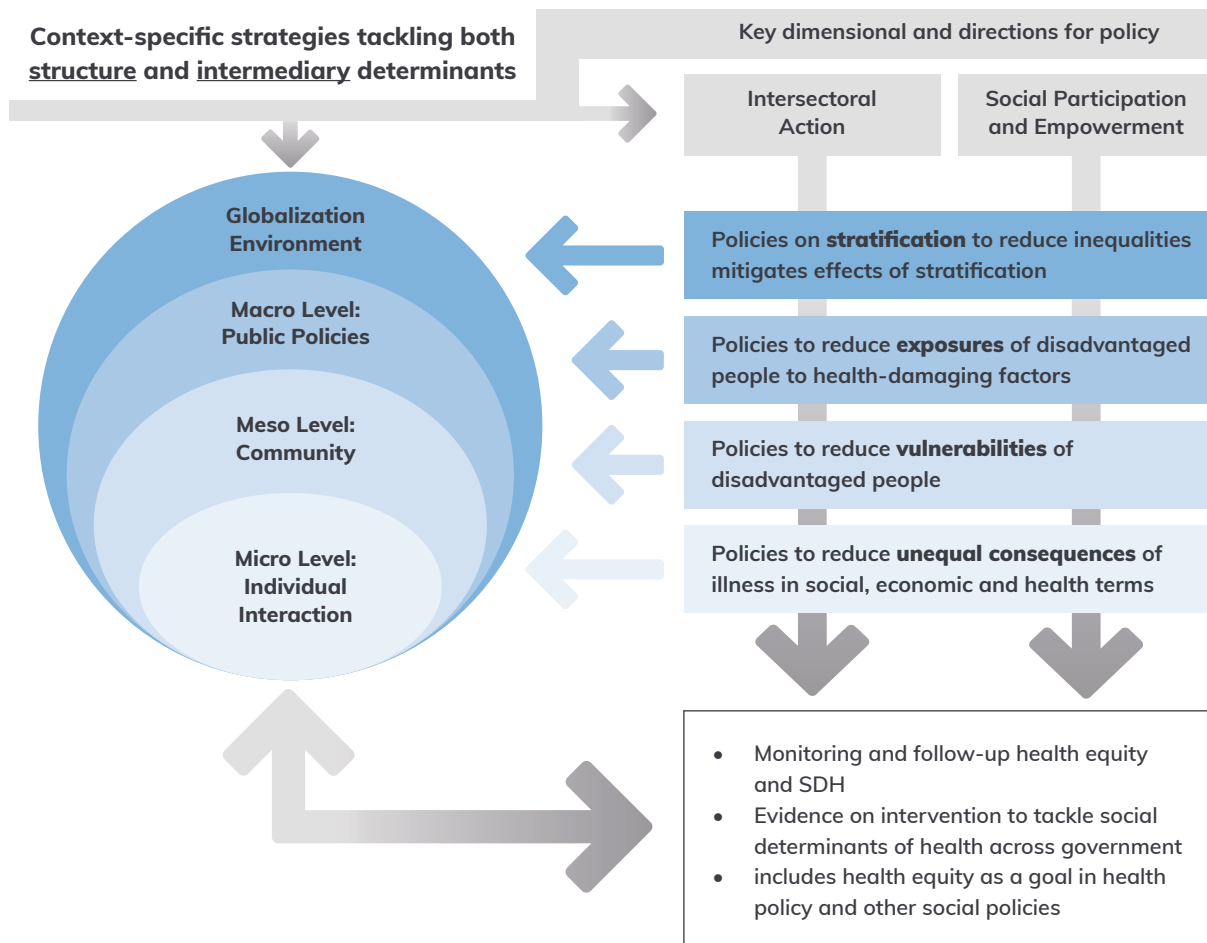 Context-specific strategies tackling both
structure and intermediary determinants
Key dimensional and directions for policy
Intersectoral
Action
Social Participation
and Empowerment
Globalization
Environment
Macro Level:
Public Policies
Meso Level:
Community
Micro Level:
Individual
Interaction
Policies on stratification to reduce inequalities
mitigates effects of stratification
Policies to reduce exposures of disadvantaged
people to health-damaging factors
Policies to reduce vulnerabilities of
disadvantaged people
Policies to reduce unequal consequences of
illness in social, economic and health terms
• Monitoring and follow-up health equity
and SDH
• Evidence on intervention to tackle social
determinants of health across government
• includes health equity as a goal in health
policy and other social policies